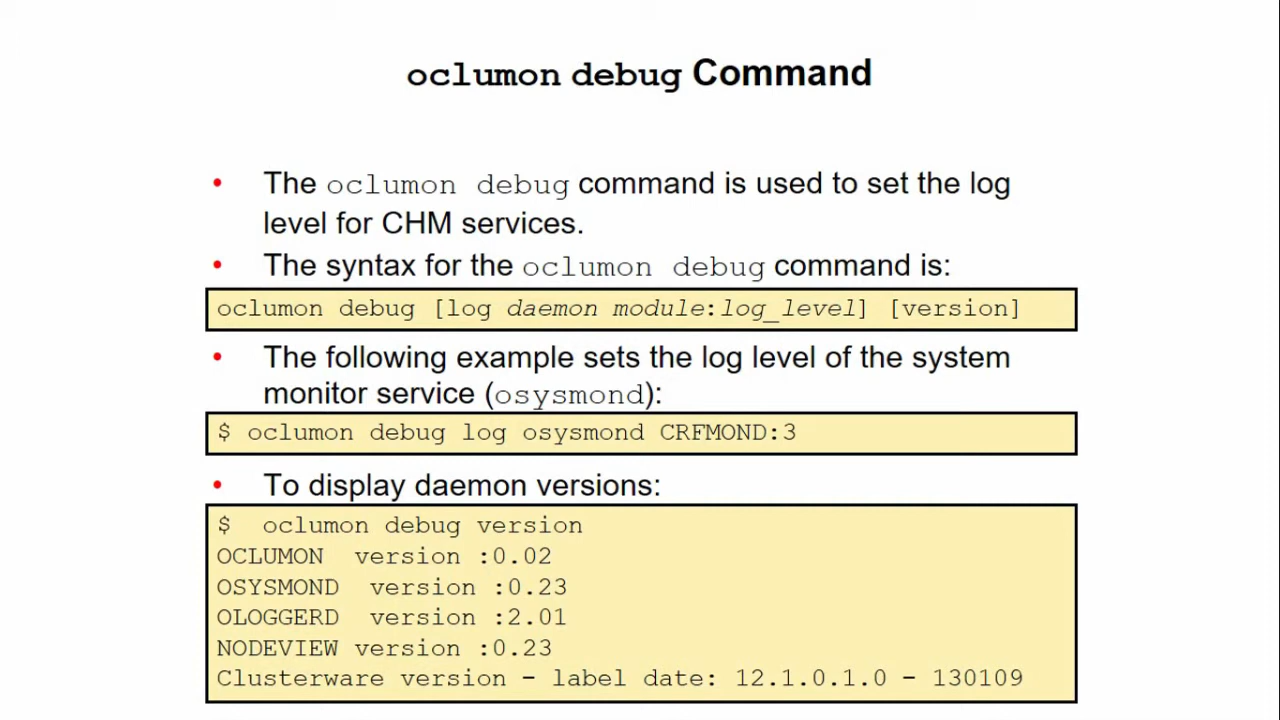 oclumon debug Command
• The oclumon debug command is used to set the log
level for CHM services.
• The syntax for the oclumon debug command is:
oclumon debug [log daemon module:log_level] [version]
• The following example sets the log level of the system
monitor service (osysmond):
$ oclumon debug log osysmond CRFMOND:3
• To display daemon versions:
$  oclumon debug version
OCLUMON  version :0.02
OSYSMOND  version :0.23
OLOGGERD  version :2.01
NODEVIEW version :0.23
Clusterware version – label date: 12.1.0.1.0 – 130109